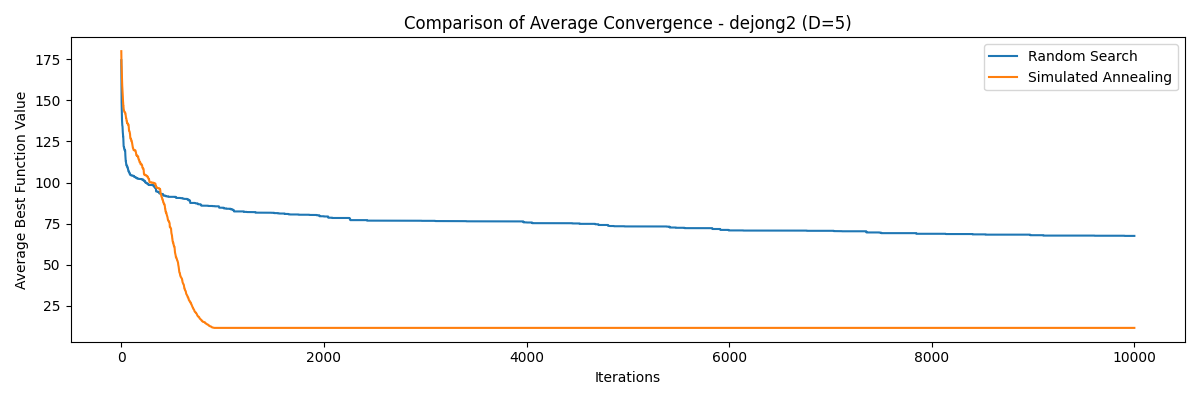 Comparison of Average Convergence - dejong2 (D=5)
Random Search
Simulated Annealing
Average Best Function Value
175
150
125
100
75
50
25
0
2000
4000
6000
8000
10000
Iterations